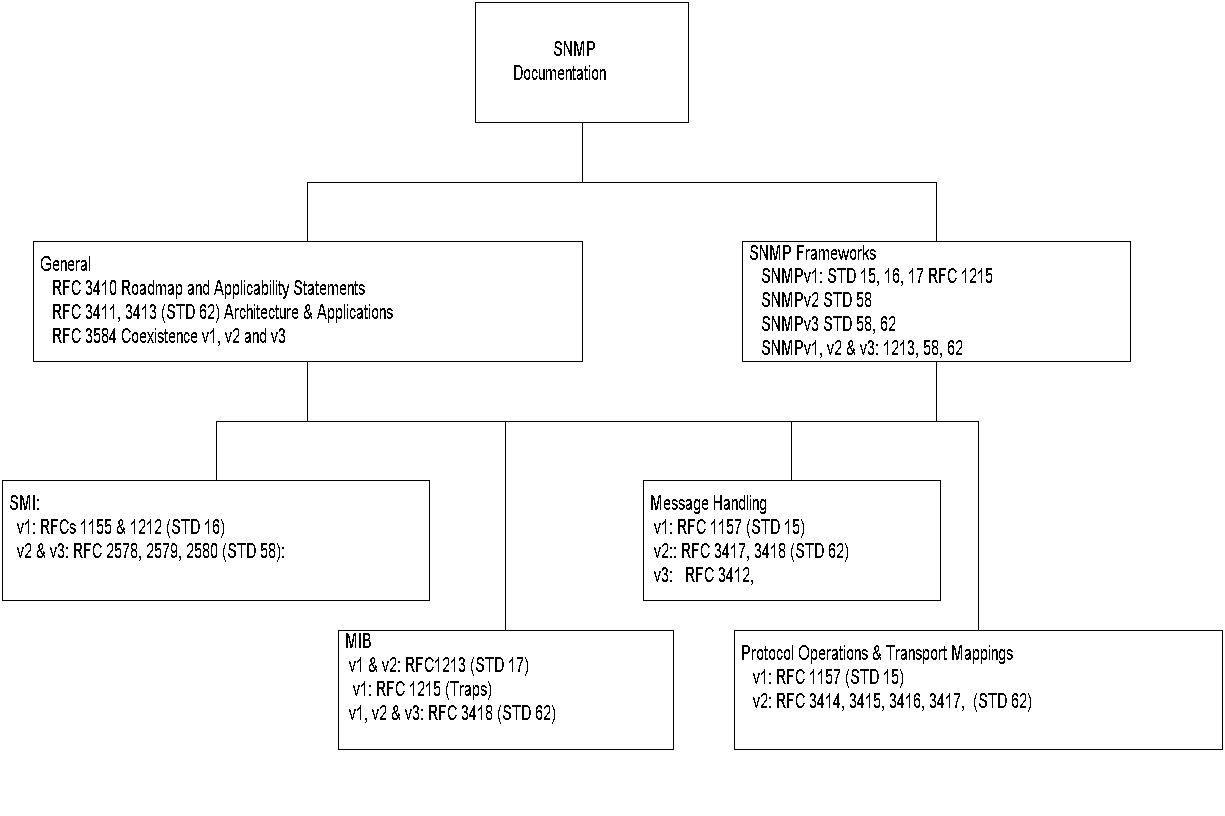 SNMP
Documentation
General
RFC 3410 Roadmap and Applicability Statements
RFC 3411, 3413 (STD 62) Architecture & Applications
RFC 3584 Coexistence v1, v2 and v3
SNMP Frameworks
SNMPv1: STD 15, 16, 17 RFC 1215
SNMPv2 STD 58
SNMPv3 STD 58, 62
SNMPv1, v2 & v3: 1213, 58, 62
SMI:
v1: RFCs 1155 & 1212 (STD 16)
v2 & v3: RFC 2578, 2579, 2580 (STD 58):
Message Handling
v1: RFC 1157 (STD 15)
v2:: RFC 3417, 3418 (STD 62)
v3: RFC 3412,
MIB
v1 & v2: RFC1213 (STD 17)
v1: RFC 1215 (Traps)
v1, v2 & v3: RFC 3418 (STD 62)
Protocol Operations & Transport Mappings
v1: RFC 1157 (STD 15)
v2: RFC 3414, 3415, 3416, 3417, (STD 62)